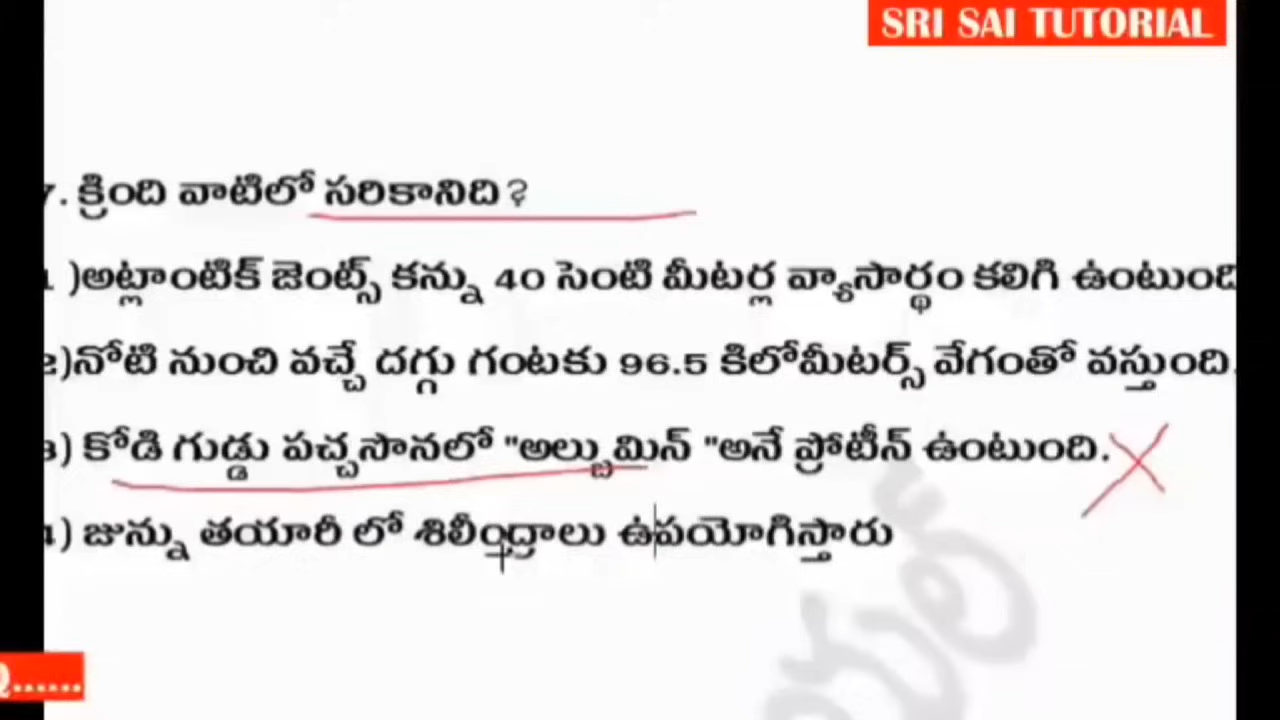 SRI SAI TUTORIAL
7. క్రింది వాటిలో సరికానిది?
1 )అట్లాంటిక్ జెంట్స్ కన్ను 40 సెంటి మీటర్ల వ్యాసార్థం కలిగి ఉంటుంది
2)నోటి నుంచి వచ్చే దగ్గు గంటకు 96.5 కిలోమీటర్స్ వేగంతో వస్తుంది.
3) కోడి గుడ్డు పచ్చసొనలో "అల్బుమిన్ "అనే ప్రోటీన్ ఉంటుంది.
4) జున్ను తయారీ లో శిలీంధ్రాలు ఉపయోగిస్తారు